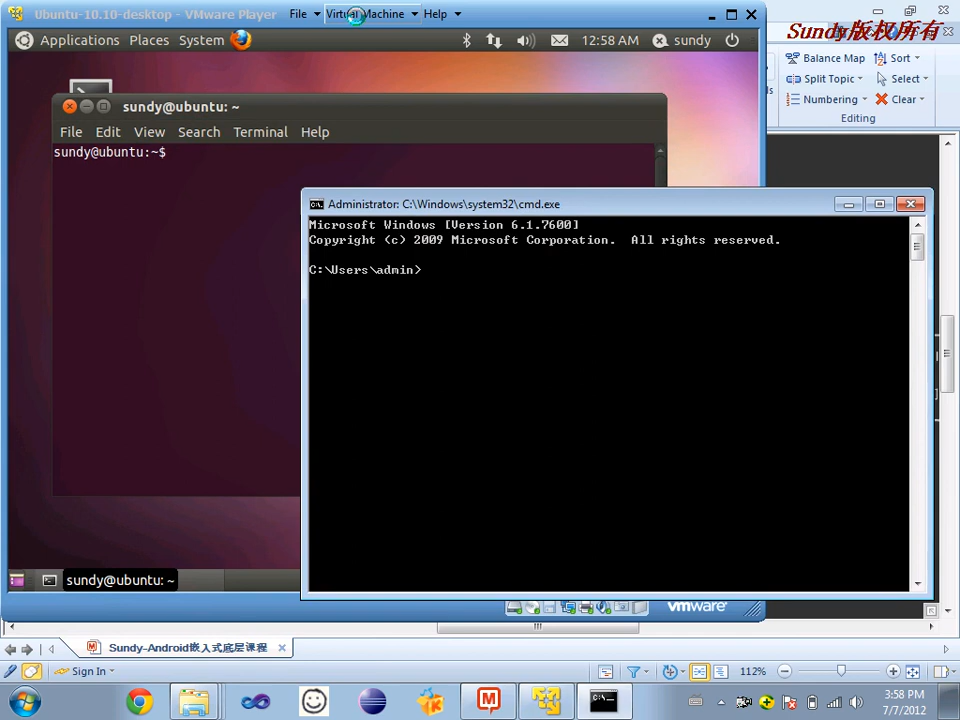 Ubuntu-10.10-desktop - VMware Player File Virtual Machine Help
Sundy版权所有
Applications Places System 12:58 AM sundy
Balance Map Sort
Split Topic Select
Numbering Clear
Editing
sundy@ubuntu: ~
File Edit View Search Terminal Help
sundy@ubuntu:~$
Administrator: C:\Windows\system32\cmd.exe
Microsoft Windows [Version 6.1.7600]
Copyright (c) 2009 Microsoft Corporation. All rights reserved.
C:\Users\admin>
sundy@ubuntu: ~
vmware
Sundy-Android嵌入式底层课程
Sign In 112%
3:58 PM
7/7/2012